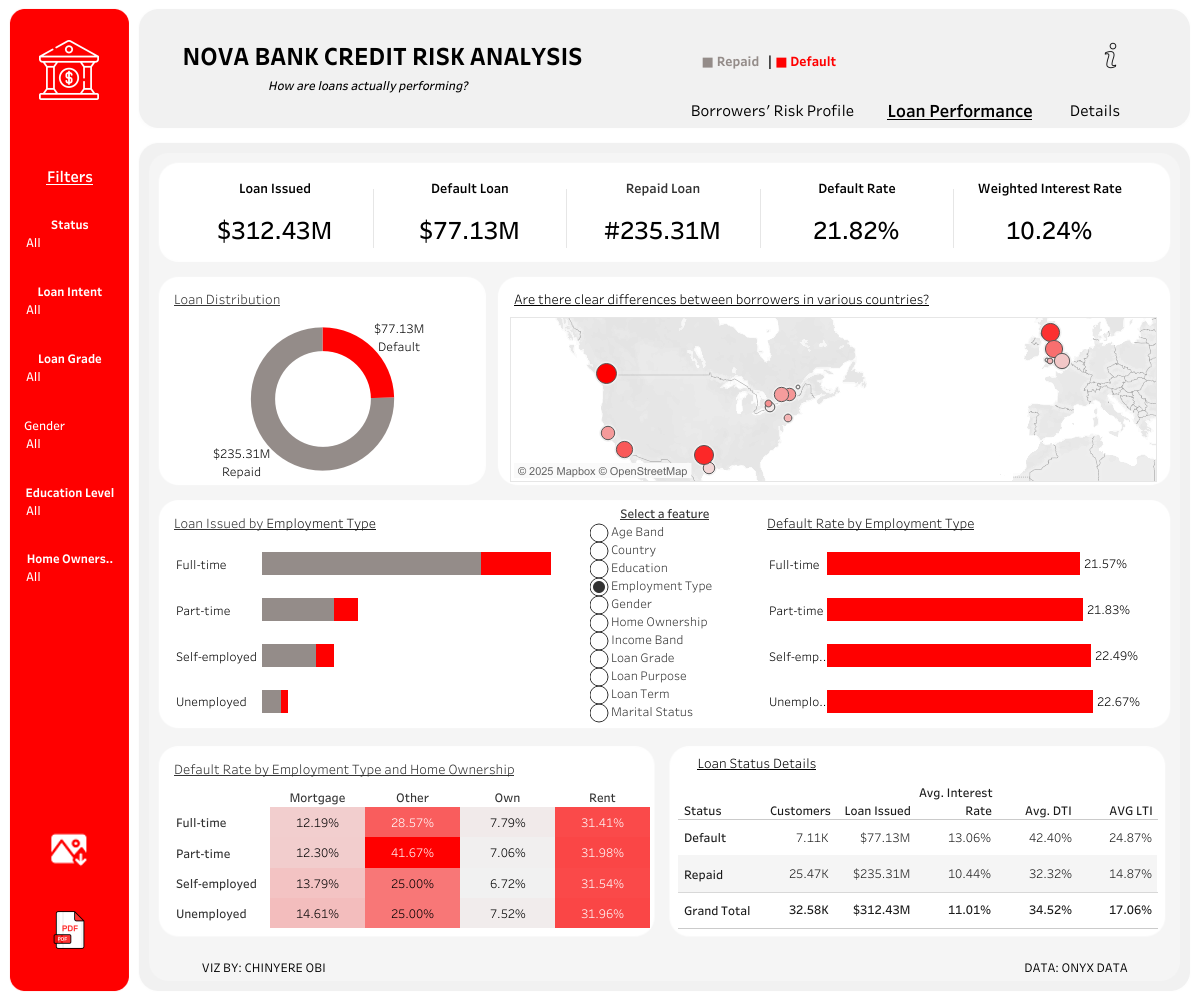 NOVA BANK CREDIT RISK ANALYSIS
How are loans actually performing?
Repaid | Default
Borrowers’ Risk Profile Loan Performance Details
Filters
Status
All
Loan Intent
All
Loan Grade
All
Gender
All
Education Level
All
Home Owners..
All
PDF
PDF
Loan Issued Default Loan Repaid Loan Default Rate Weighted Interest Rate
$312.43M $77.13M #235.31M 21.82% 10.24%
Loan Distribution
$77.13M
Default
$235.31M
Repaid
Are there clear differences between borrowers in various countries?
© 2025 Mapbox © OpenStreetMap
Loan Issued by Employment Type
Full-time
Part-time
Self-employed
Unemployed
Select a feature
Age Band
Country
Education
Employment Type
Gender
Home Ownership
Income Band
Loan Grade
Loan Purpose
Loan Term
Marital Status
Default Rate by Employment Type
Full-time 21.57%
Part-time 21.83%
Self-emp.. 22.49%
Unemplo.. 22.67%
Default Rate by Employment Type and Home Ownership
Mortgage Other Own Rent
Full-time 12.19% 28.57% 7.79% 31.41%
Part-time 12.30% 41.67% 7.06% 31.98%
Self-employed 13.79% 25.00% 6.72% 31.54%
Unemployed 14.61% 25.00% 7.52% 31.96%
Loan Status Details
Avg. Interest
Status Customers Loan Issued Rate Avg. DTI AVG LTI
Default 7.11K $77.13M 13.06% 42.40% 24.87%
Repaid 25.47K $235.31M 10.44% 32.32% 14.87%
Grand Total 32.58K $312.43M 11.01% 34.52% 17.06%
VIZ BY: CHINYERE OBI
DATA: ONYX DATA